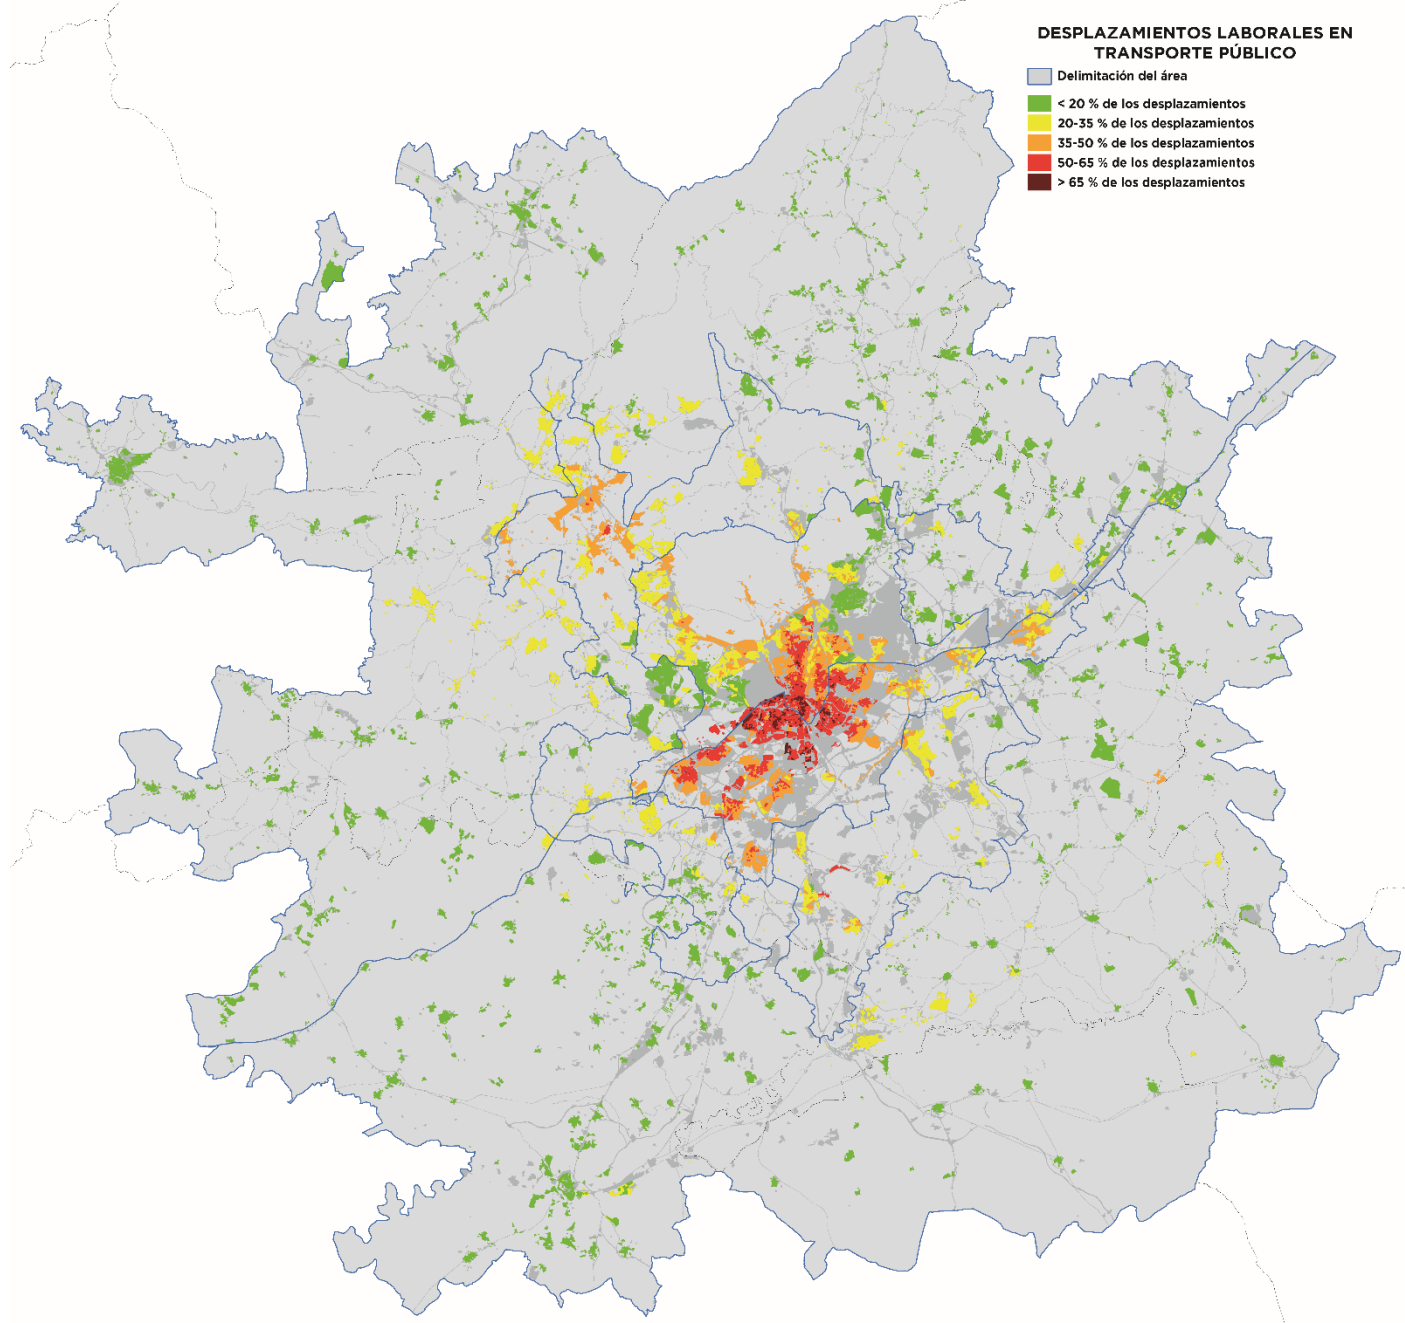 DESPLAZAMIENTOS LABORALES EN
TRANSPORTE PÚBLICO
Delimitación del área
< 20 % de los desplazamientos
20-35 % de los desplazamientos
35-50 % de los desplazamientos
50-65 % de los desplazamientos
> 65 % de los desplazamientos